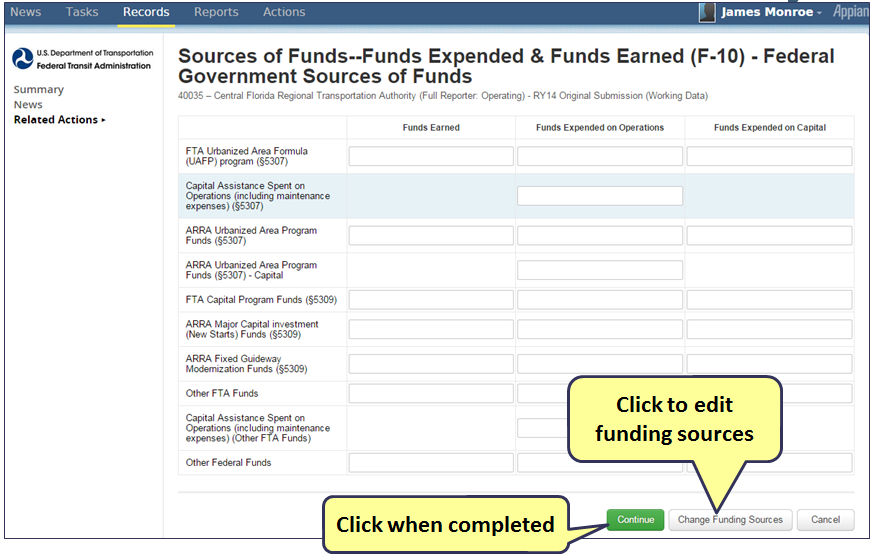 News Tasks Records Reports Actions James Monroe Appian
U.S. Department of Transportation
Federal Transit Administration
Summary
News
Related Actions
Sources of Funds--Funds Expended & Funds Earned (F-10) - Federal
Government Sources of Funds
40035 – Central Florida Regional Transportation Authority (Full Reporter: Operating) - RY14 Original Submission (Working Data)
Funds Earned Funds Expended on Operations Funds Expended on Capital
FTA Urbanized Area Formula
(UAFP) program (§5307)
Capital Assistance Spent on
Operations (including maintenance
expenses) (§5307)
ARRA Urbanized Area Program
Funds (§5307)
ARRA Urbanized Area Program
Funds (§5307) - Capital
FTA Capital Program Funds (§5309)
ARRA Major Capital investment
(New Starts) Funds (§5309)
ARRA Fixed Guideway
Modernization Funds (§5309)
Other FTA Funds
Capital Assistance Spent on
Operations (including maintenance
expenses) (Other FTA Funds)
Other Federal Funds
Click to edit
funding sources
Click when completed
Continue Change Funding Sources Cancel